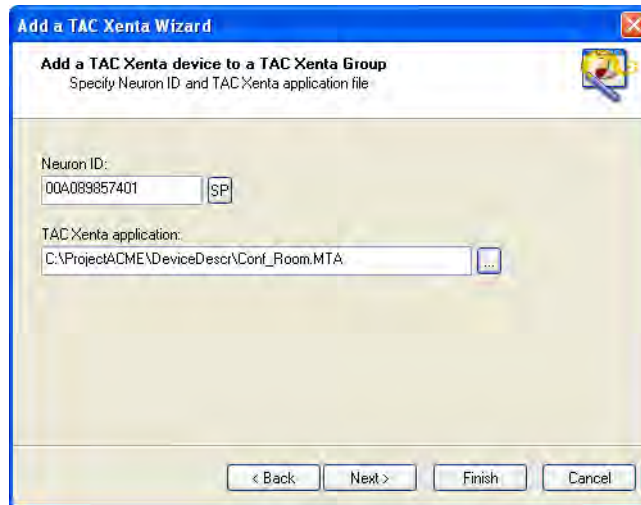 Add a TAC Xenta Wizard
Add a TAC Xenta device to a TAC Xenta Group
Specify Neuron ID and TAC Xenta application file
Neuron ID:
00A089857401
SP
TAC Xenta application:
C:\ProjectACME\DeviceDescr\Conf_Room.MTA
...
< Back
Next >
Finish
Cancel